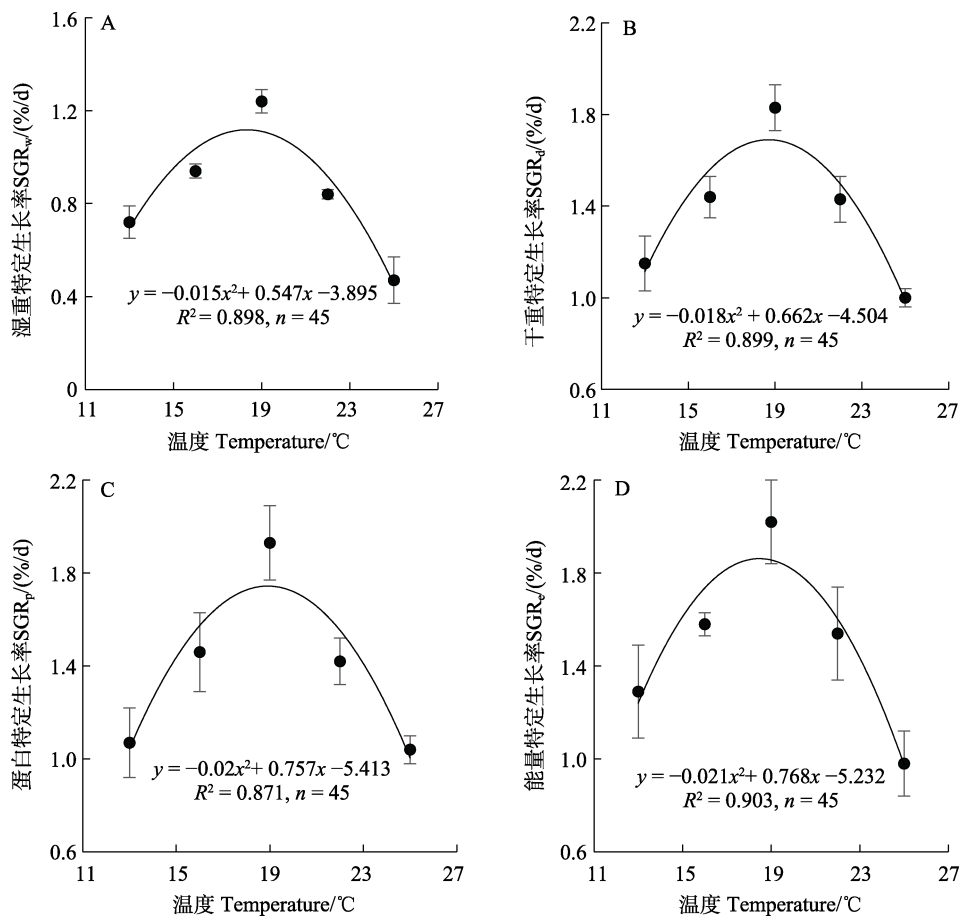 A
湿重特定生长率SGRw/(%/d)
1.6
1.2
0.8
0.4
0
y = −0.015x²+ 0.547x −3.895
R² = 0.898, n = 45
11 15 19 23 27
温度 Temperature/℃
B
干重特定生长率SGRd/(%/d)
2.2
1.8
1.4
1.0
0.6
y = −0.018x² + 0.662x −4.504
R² = 0.899, n = 45
11 15 19 23 27
温度 Temperature/℃
C
蛋白特定生长率SGRp/(%/d)
2.2
1.8
1.4
1.0
0.6
y = −0.02x²+ 0.757x −5.413
R² = 0.871, n = 45
11 15 19 23 27
温度 Temperature/℃
D
能量特定生长率SGRe/(%/d)
2.2
1.8
1.4
1.0
0.6
y = −0.021x²+ 0.768x −5.232
R² = 0.903, n = 45
11 15 19 23 27
温度 Temperature/℃